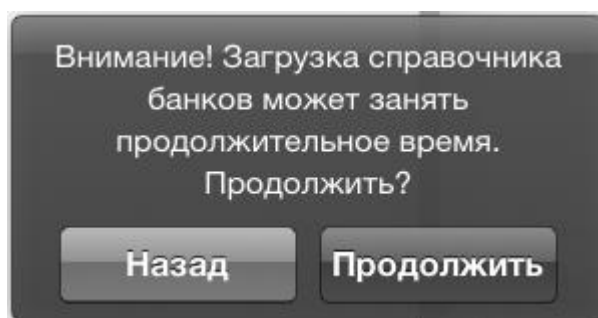 Внимание! Загрузка справочника
банков может занять
продолжительное время.
Продолжить?
Назад
Продолжить